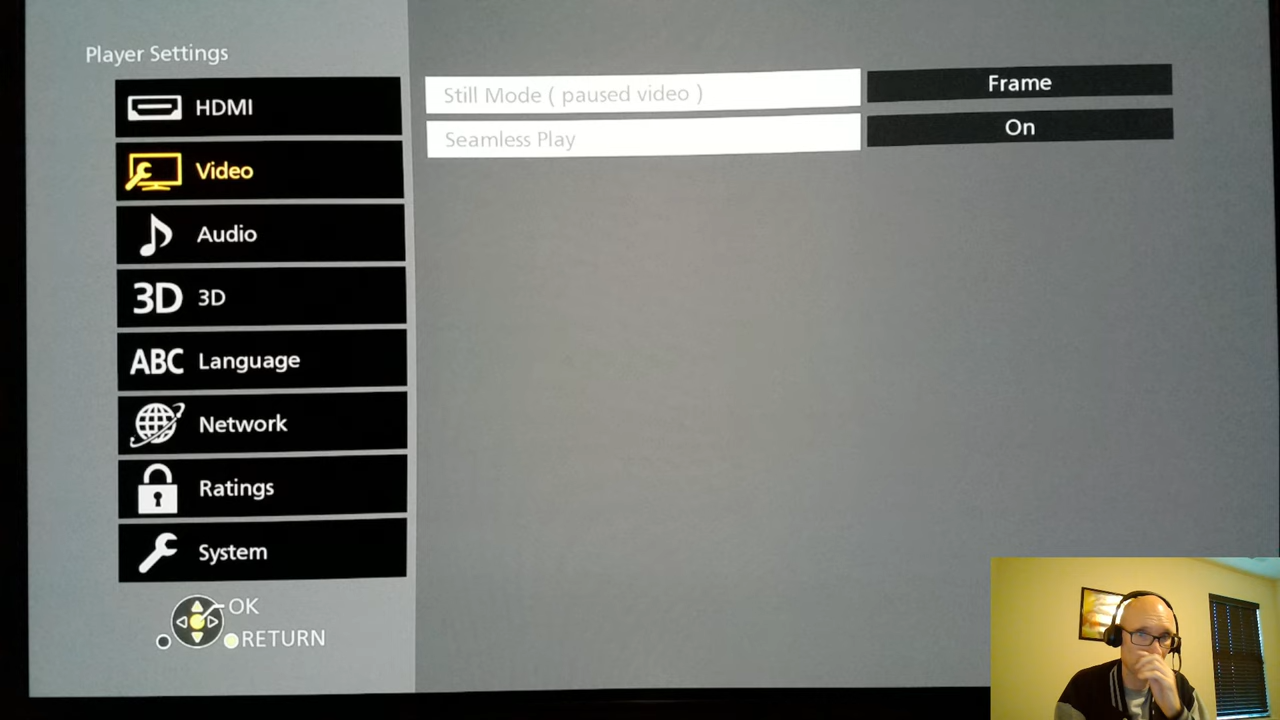 Player Settings
HDMI
Video
Audio
3D 3D
ABC Language
Network
Ratings
System
OK
RETURN
Still Mode ( paused video ) Frame
Seamless Play On